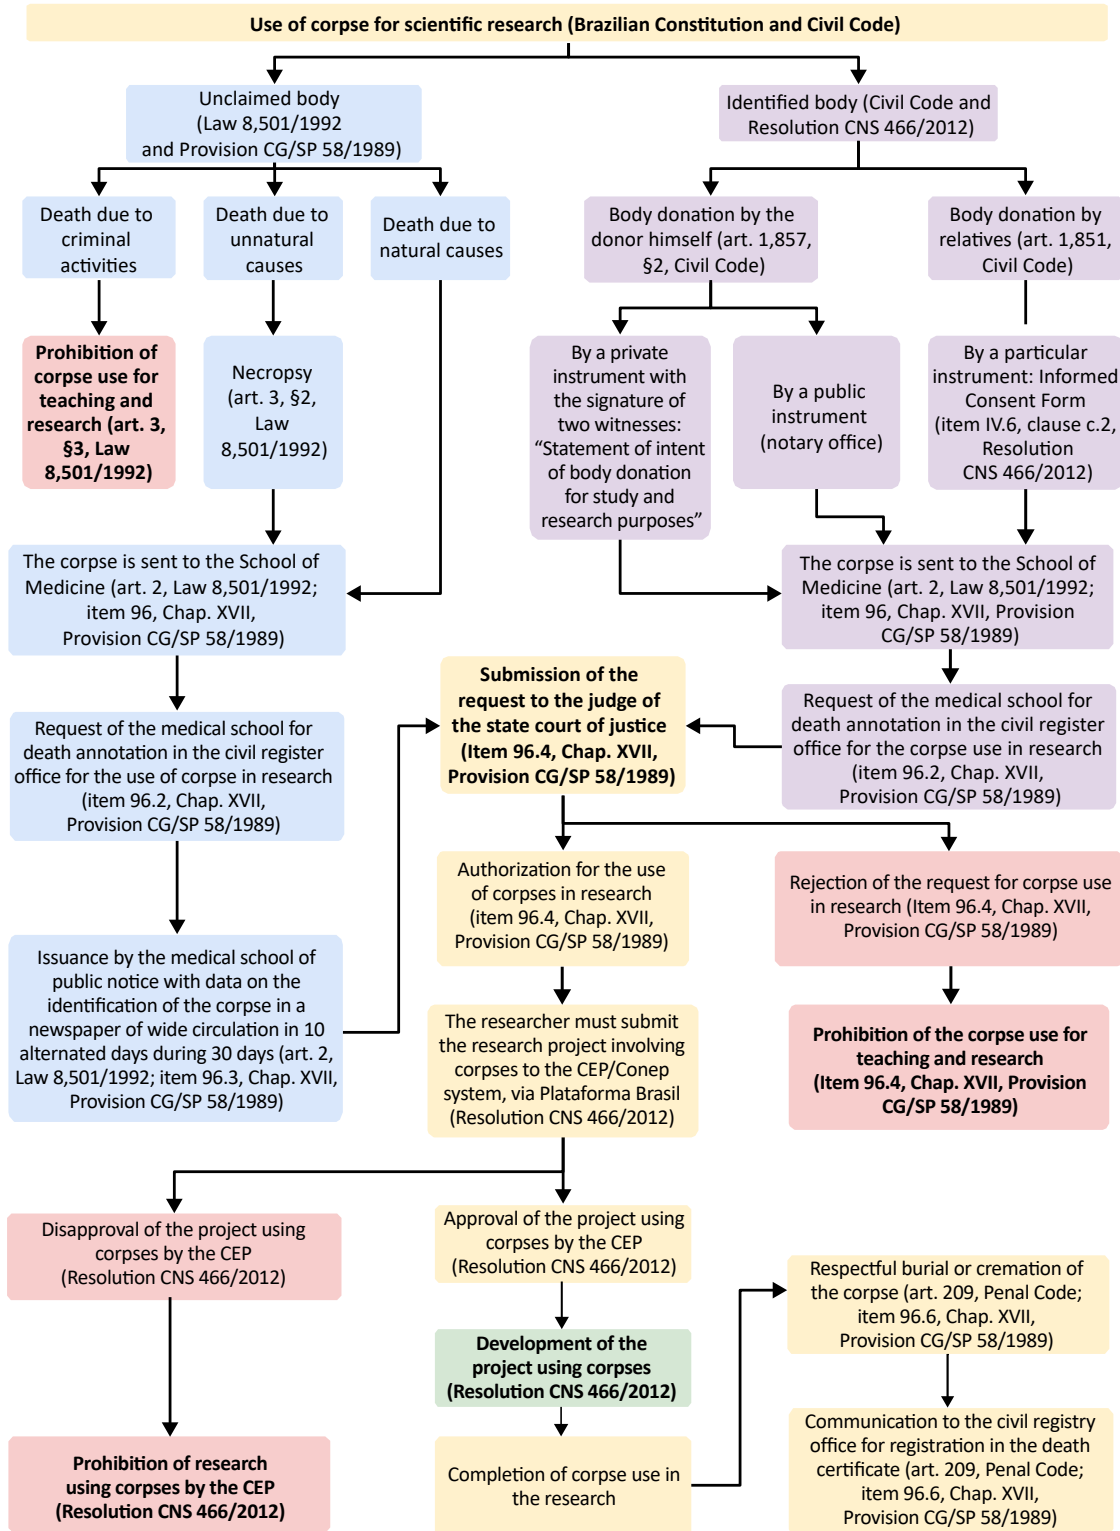 Use of corpse for scientific research (Brazilian Constitution and Civil Code)
Unclaimed body
(Law 8,501/1992
and Provision CG/SP 58/1989)
Identified body (Civil Code and
Resolution CNS 466/2012)
Death due to
criminal
activities
Death due to
unnatural
causes
Death due to
natural causes
Body donation by the
donor himself (art. 1,857,
§2, Civil Code)
Body donation by
relatives (art. 1,851,
Civil Code)
Prohibition of
corpse use for
teaching and
research (art. 3,
§3, Law
8,501/1992)
Necropsy
(art. 3, §2,
Law
8,501/1992)
By a private
instrument with
the signature of
two witnesses:
“Statement of intent
of body donation
for study and
research purposes”
By a public
instrument
(notary office)
By a particular
instrument: Informed
Consent Form
(item IV.6, clause c.2,
Resolution
CNS 466/2012)
The corpse is sent to the School of
Medicine (art. 2, Law 8,501/1992;
item 96, Chap. XVII,
Provision CG/SP 58/1989)
The corpse is sent to the School of
Medicine (art. 2, Law 8,501/1992;
item 96, Chap. XVII, Provision
CG/SP 58/1989)
Submission of the
request to the judge of
the state court of justice
(Item 96.4, Chap. XVII,
Provision CG/SP 58/1989)
Request of the medical school for
death annotation in the civil register
office for the use of corpse in research
(item 96.2, Chap. XVII,
Provision CG/SP 58/1989)
Request of the medical school for
death annotation in the civil register
office for the corpse use in research
(item 96.2, Chap. XVII,
Provision CG/SP 58/1989)
Authorization for the use
of corpses in research
(item 96.4, Chap. XVII,
Provision CG/SP 58/1989)
Rejection of the request for corpse use
in research (Item 96.4, Chap. XVII,
Provision CG/SP 58/1989)
Issuance by the medical school of
public notice with data on the
identification of the corpse in a
newspaper of wide circulation in 10
alternated days during 30 days (art. 2,
Law 8,501/1992; item 96.3, Chap. XVII,
Provision CG/SP 58/1989)
The researcher must submit
the research project involving
corpses to the CEP/Conep
system, via Plataforma Brasil
(Resolution CNS 466/2012)
Prohibition of the corpse use for
teaching and research
(Item 96.4, Chap. XVII, Provision
CG/SP 58/1989)
Disapproval of the project using
corpses by the CEP
(Resolution CNS 466/2012)
Approval of the project using
corpses by the CEP
(Resolution CNS 466/2012)
Respectful burial or cremation of
the corpse (art. 209, Penal Code;
item 96.6, Chap. XVII,
Provision CG/SP 58/1989)
Development of the
project using corpses
(Resolution CNS 466/2012)
Prohibition of research
using corpses by the CEP
(Resolution CNS 466/2012)
Completion of corpse use in
the research
Communication to the civil registry
office for registration in the death
certificate (art. 209, Penal Code;
item 96.6, Chap. XVII,
Provision CG/SP 58/1989)